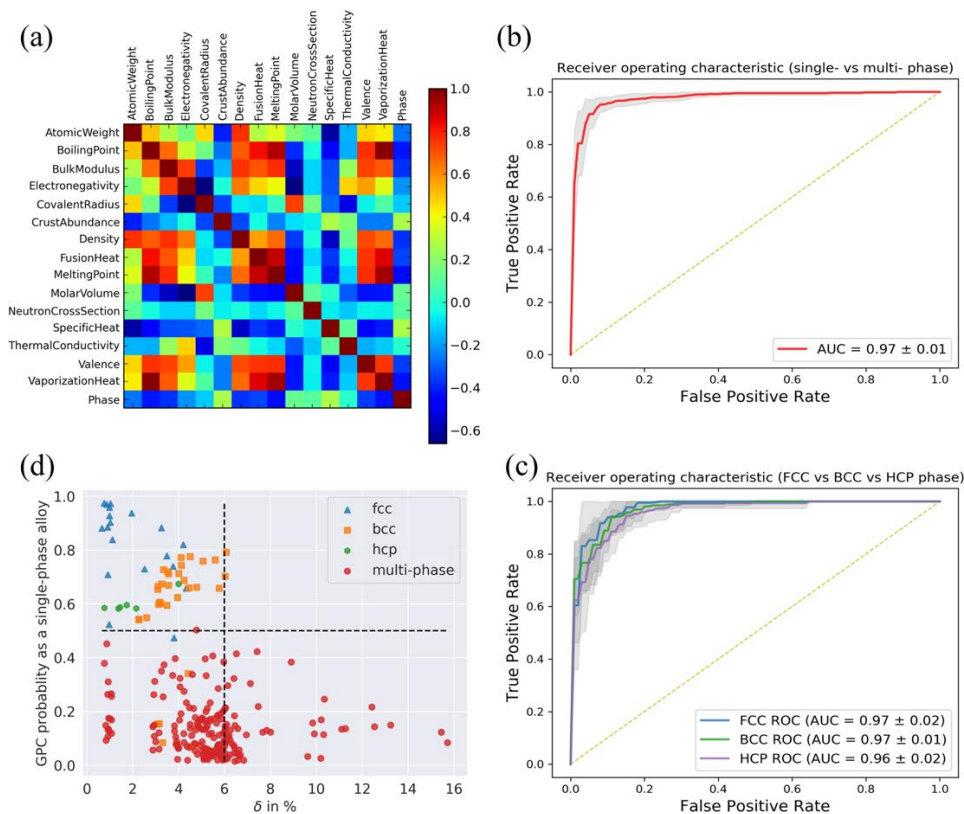 (a)
AtomicWeight
BoilingPoint
BulkModulus
Electronegativity
CovalentRadius
CrustAbundance
Density
FusionHeat
MeltingPoint
MolarVolume
NeutronCrossSection
SpecificHeat
ThermalConductivity
Valence
VaporizationHeat
Phase
AtomicWeight
BoilingPoint
BulkModulus
Electronegativity
CovalentRadius
CrustAbundance
Density
FusionHeat
MeltingPoint
MolarVolume
NeutronCrossSection
SpecificHeat
ThermalConductivity
Valence
VaporizationHeat
Phase
1.0
0.8
0.6
0.4
0.2
0.0
−0.2
−0.4
−0.6
(b)
Receiver operating characteristic (single- vs multi- phase)
True Positive Rate
1.0
0.8
0.6
0.4
0.2
0.0
AUC = 0.97 ± 0.01
0.0 0.2 0.4 0.6 0.8 1.0
False Positive Rate
(d)
GPC probablity as a single-phase alloy
1.0
0.8
0.6
0.4
0.2
0.0
fcc
bcc
hcp
multi-phase
0 2 4 6 8 10 12 14 16
δ in %
(c)
Receiver operating characteristic (FCC vs BCC vs HCP phase)
True Positive Rate
1.0
0.8
0.6
0.4
0.2
0.0
FCC ROC (AUC = 0.97 ± 0.02)
BCC ROC (AUC = 0.97 ± 0.01)
HCP ROC (AUC = 0.96 ± 0.02)
0.0 0.2 0.4 0.6 0.8 1.0
False Positive Rate